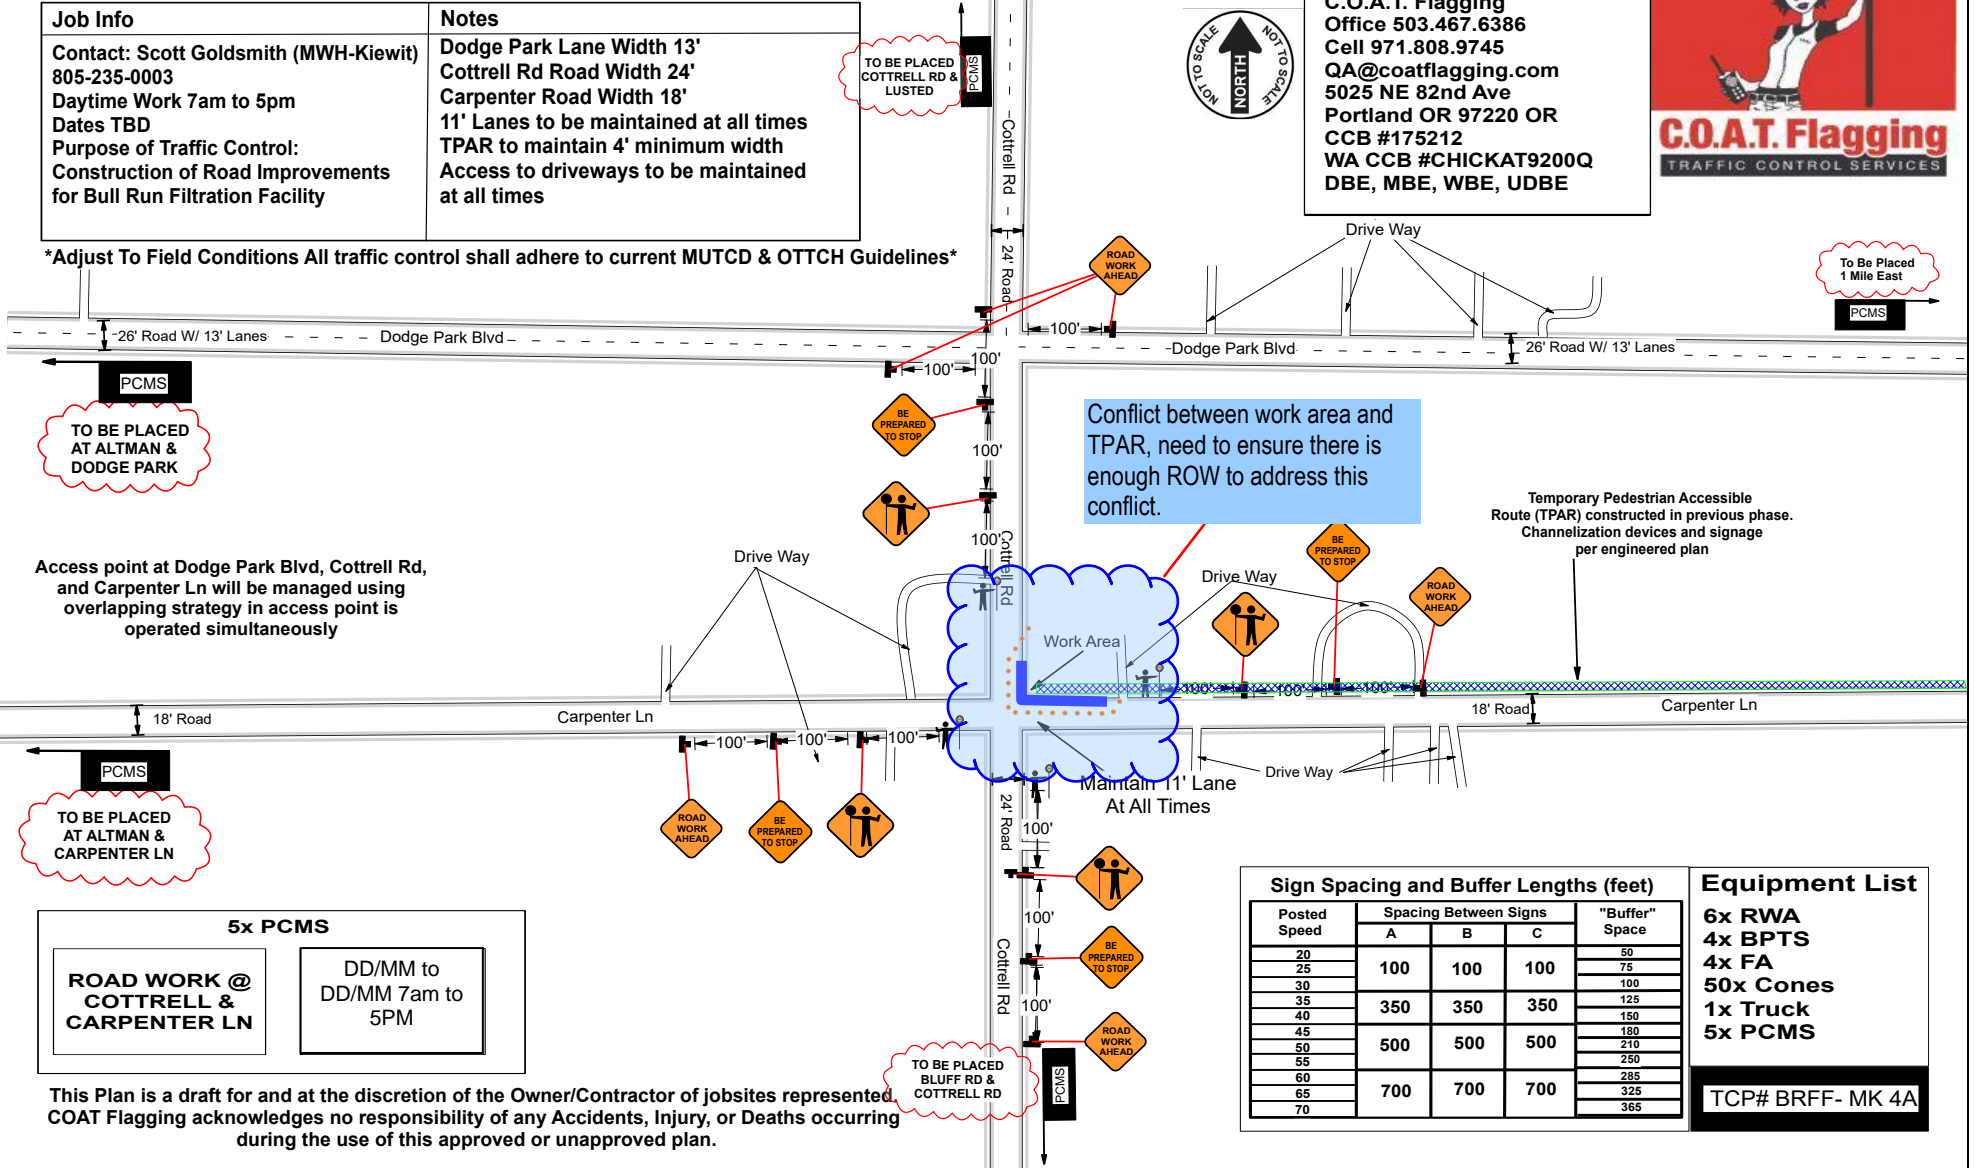 Job Info
Contact: Scott Goldsmith (MWH-Kiewit)
805-235-0003
Daytime Work 7am to 5pm
Dates TBD
Purpose of Traffic Control:
Construction of Road Improvements
for Bull Run Filtration Facility
Notes
Dodge Park Lane Width 13'
Cottrell Rd Road Width 24'
Carpenter Road Width 18'
11' Lanes to be maintained at all times
TPAR to maintain 4' minimum width
Access to driveways to be maintained
at all times
*Adjust To Field Conditions All traffic control shall adhere to current MUTCD & OTTCH Guidelines*
TO BE PLACED
COTTRELL RD &
LUSTED
PCMS
Cottrell Rd
24' Road
NOT TO SCALE
NORTH
NOT TO SCALE
C.O.A.T. Flagging
Office 503.467.6386
Cell 971.808.9745
QA@coatflagging.com
5025 NE 82nd Ave
Portland OR 97220 OR
CCB #175212
WA CCB #CHICKAT9200Q
DBE, MBE, WBE, UDBE
C.O.A.T. Flagging
TRAFFIC CONTROL SERVICES
Drive Way
To Be Placed
1 Mile East
PCMS
ROAD
WORK
AHEAD
26' Road W/ 13' Lanes
Dodge Park Blvd
100'
Dodge Park Blvd
26' Road W/ 13' Lanes
100'
100'
PCMS
TO BE PLACED
AT ALTMAN &
DODGE PARK
BE
PREPARED
TO STOP
100'
100'
Cottrell Rd
Conflict between work area and
TPAR, need to ensure there is
enough ROW to address this
conflict.
Temporary Pedestrian Accessible
Route (TPAR) constructed in previous phase.
Channelization devices and signage
per engineered plan
Access point at Dodge Park Blvd, Cottrell Rd,
and Carpenter Ln will be managed using
overlapping strategy in access point is
operated simultaneously
Drive Way
Drive Way
BE
PREPARED
TO STOP
ROAD
WORK
AHEAD
Work Area
100'
100'
100'
18' Road
Carpenter Ln
18' Road
Carpenter Ln
100'
100'
100'
PCMS
TO BE PLACED
AT ALTMAN &
CARPENTER LN
ROAD
WORK
AHEAD
BE
PREPARED
TO STOP
Maintain 11' Lane
At All Times
Drive Way
24' Road
100'
100'
BE
PREPARED
TO STOP
Cottrell Rd
100'
ROAD
WORK
AHEAD
TO BE PLACED
BLUFF RD &
COTTRELL RD
PCMS
5x PCMS
ROAD WORK @
COTTRELL &
CARPENTER LN
DD/MM to
DD/MM 7am to
5PM
This Plan is a draft for and at the discretion of the Owner/Contractor of jobsites represented.
COAT Flagging acknowledges no responsibility of any Accidents, Injury, or Deaths occurring
during the use of this approved or unapproved plan.
Sign Spacing and Buffer Lengths (feet)
Posted Speed Spacing Between Signs "Buffer" Space
A B C
20 50
25 100 100 100 75
30 100
35 350 350 350 125
40 150
45 180
50 500 500 500 210
55 250
60 285
65 700 700 700 325
70 365
Equipment List
6x RWA
4x BPTS
4x FA
50x Cones
1x Truck
5x PCMS
TCP# BRFF- MK 4A